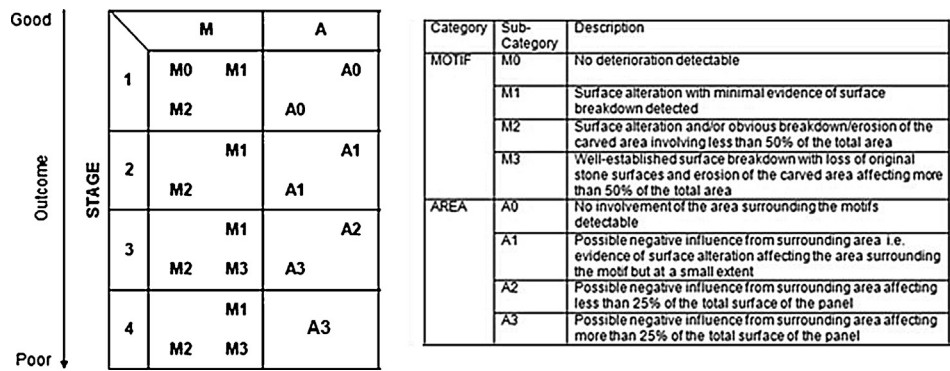 Good
Outcome
Poor
STAGE
M A
1
M0 M1 A0
M2 A0
2
M1 A1
M2 A1
3
M1 A2
M2 M3 A3
4
M1
A3
M2 M3
Category Sub-Category Description
MOTIF M0 No deterioration detectable
M1 Surface alteration with minimal evidence of surface
breakdown detected
M2 Surface alteration and/or obvious breakdown/erosion of the
carved area involving less than 50% of the total area
M3 Well-established surface breakdown with loss of original
stone surfaces and erosion of the carved area affecting more
than 50% of the total area
AREA A0 No involvement of the area surrounding the motifs
detectable
A1 Possible negative influence from surrounding area i.e.
evidence of surface alteration affecting the area surrounding
the motif but at a small extent
A2 Possible negative influence from surrounding area affecting
less than 25% of the total surface of the panel
A3 Possible negative influence from surrounding area affecting
more than 25% of the total surface of the panel